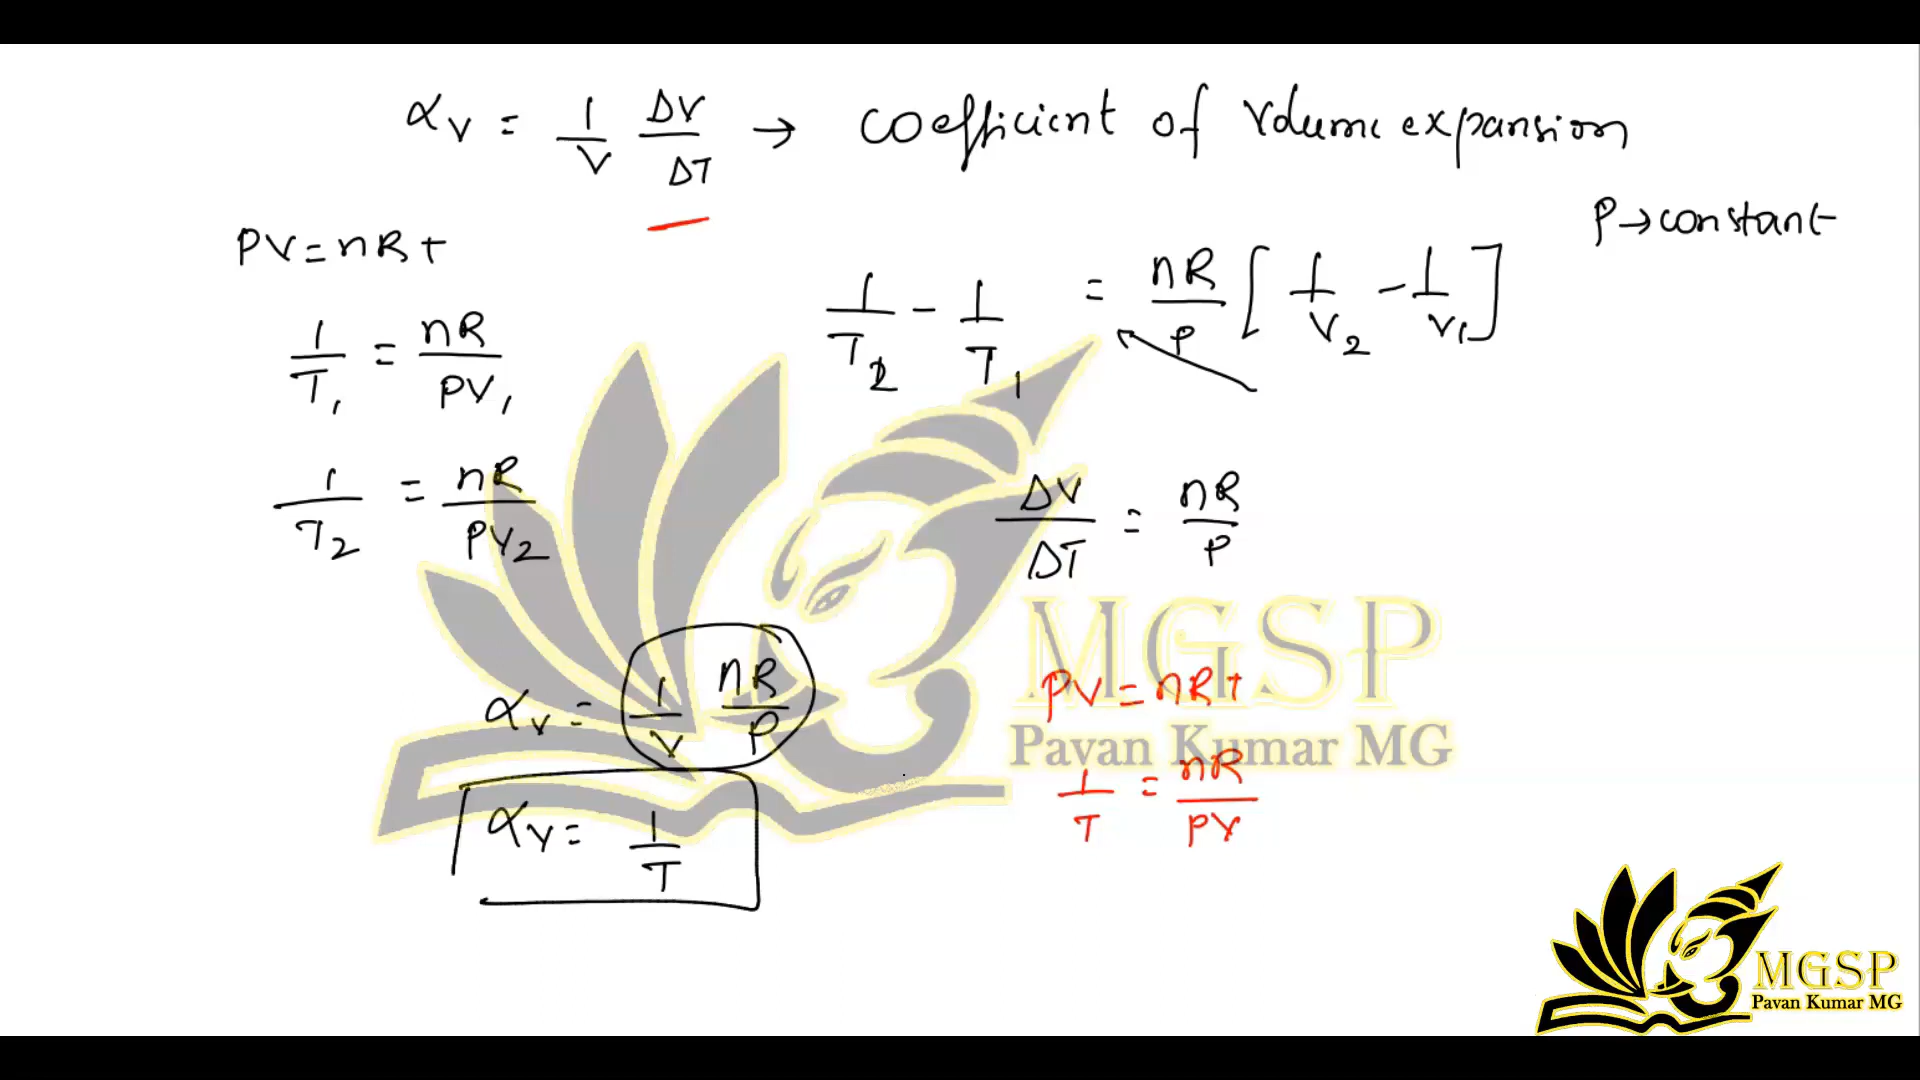 αᵥ = 1/V ΔV/ΔT → coefficient of volume expansion
P → constant
PV = nRT
1/T₁ = nR/PV₁
1/T₂ = nR/PV₂
1/T₂ - 1/T₁ = nR/P [1/V₂ - 1/V₁]
ΔV/ΔT = nR/P
αᵥ = 1/V nR/P
αᵥ = 1/T
PV = nRT
1/T = nR/PV
MGSP
Pavan Kumar MG
MGSP
Pavan Kumar MG